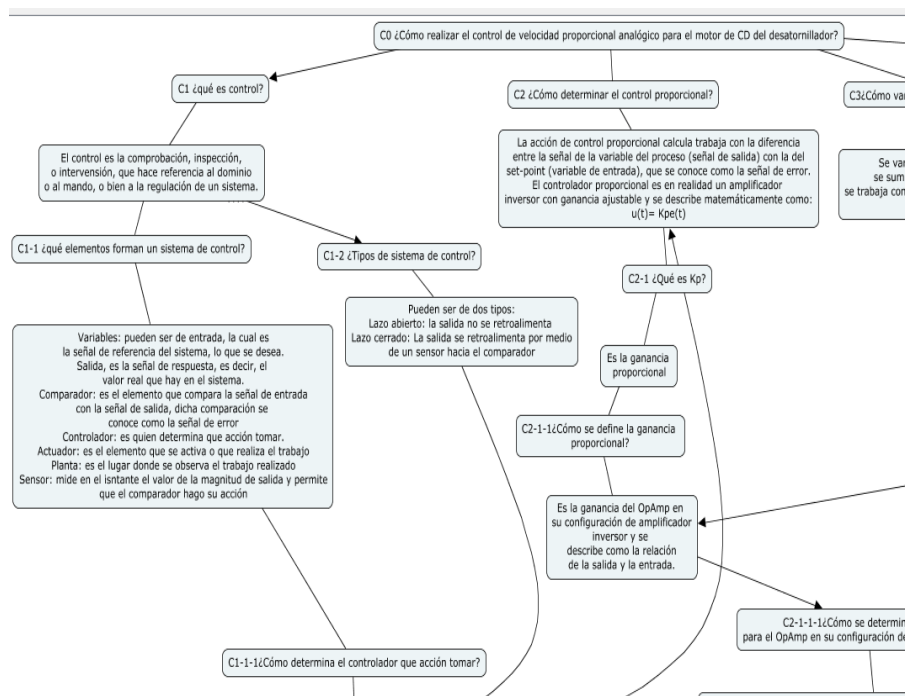 C0 ¿Cómo realizar el control de velocidad proporcional analógico para el motor de CD del desatornillador?
C1 ¿qué es control?
C2 ¿Cómo determinar el control proporcional?
C3¿Cómo var
El control es la comprobación, inspección,
o intervención, que hace referencia al dominio
o al mando, o bien a la regulación de un sistema.
La acción de control proporcional calcula trabaja con la diferencia
entre la señal de la variable del proceso (señal de salida) con la del
set-point (variable de entrada), que se conoce como la señal de error.
El controlador proporcional es en realidad un amplificador
inversor con ganancia ajustable y se describe matemáticamente como:
u(t)= Kpe(t)
Se var
se sum
se trabaja con
C1-1 ¿qué elementos forman un sistema de control?
C1-2 ¿Tipos de sistema de control?
C2-1 ¿Qué es Kp?
Pueden ser de dos tipos:
Lazo abierto: la salida no se retroalimenta
Lazo cerrado: La salida se retroalimenta por medio
de un sensor hacia el comparador
Variables: pueden ser de entrada, la cual es
la señal de referencia del sistema, lo que se desea.
Salida, es la señal de respuesta, es decir, el
valor real que hay en el sistema.
Comparador: es el elemento que compara la señal de entrada
con la señal de salida, dicha comparación se
conoce como la señal de error
Controlador: es quien determina que acción tomar.
Actuador: es el elemento que se activa o que realiza el trabajo
Planta: es el lugar donde se observa el trabajo realizado
Sensor: mide en el isntante el valor de la magnitud de salida y permite
que el comparador hago su acción
Es la ganancia
proporcional
C2-1-1¿Cómo se define la ganancia
proporcional?
Es la ganancia del OpAmp en
su configuración de amplificador
inversor y se
describe como la relación
de la salida y la entrada.
C2-1-1-1¿Cómo se determin
para el OpAmp en su configuración de
C1-1-1¿Cómo determina el controlador que acción tomar?